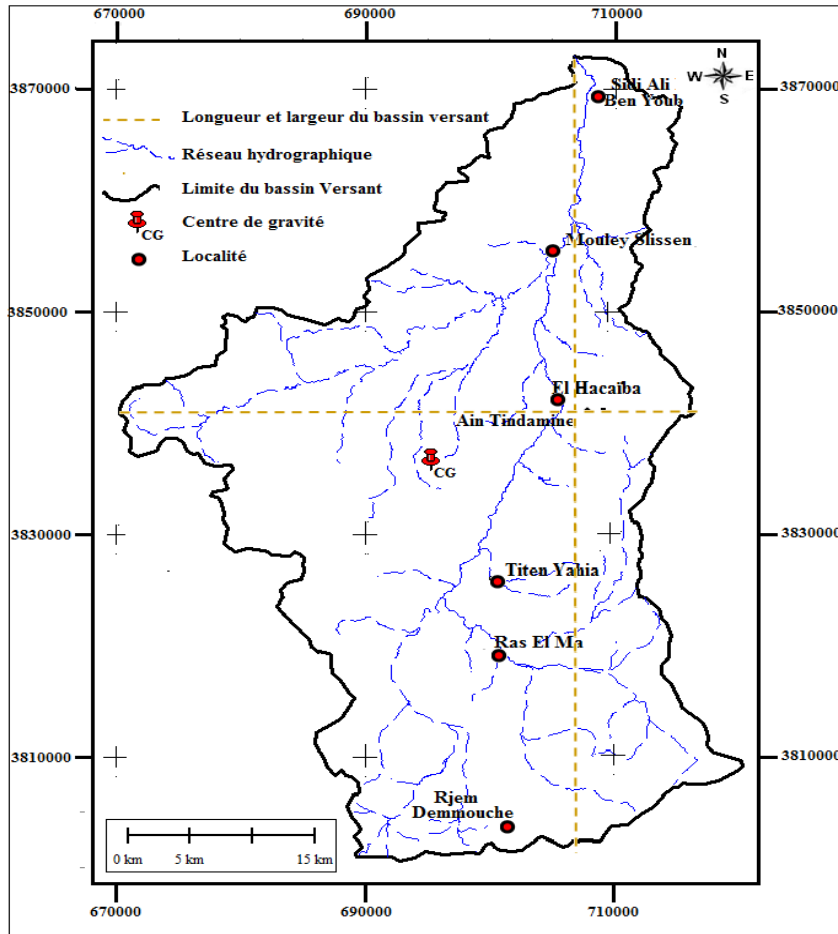 670000
690000
710000
3870000
3870000
N
W E
S
Sidi Ali
Ben Youb
Longueur et largeur du bassin versant
Réseau hydrographique
Limite du bassin Versant
Centre de gravité
CG
Localité
Mouley Slissen
3850000
3850000
El Hacaïba
Ain Tindamine
CG
3830000
3830000
Titen Yahia
Ras El Ma
3810000
3810000
Rjem
Demmouche
0 km 5 km 15 km
670000
690000
710000